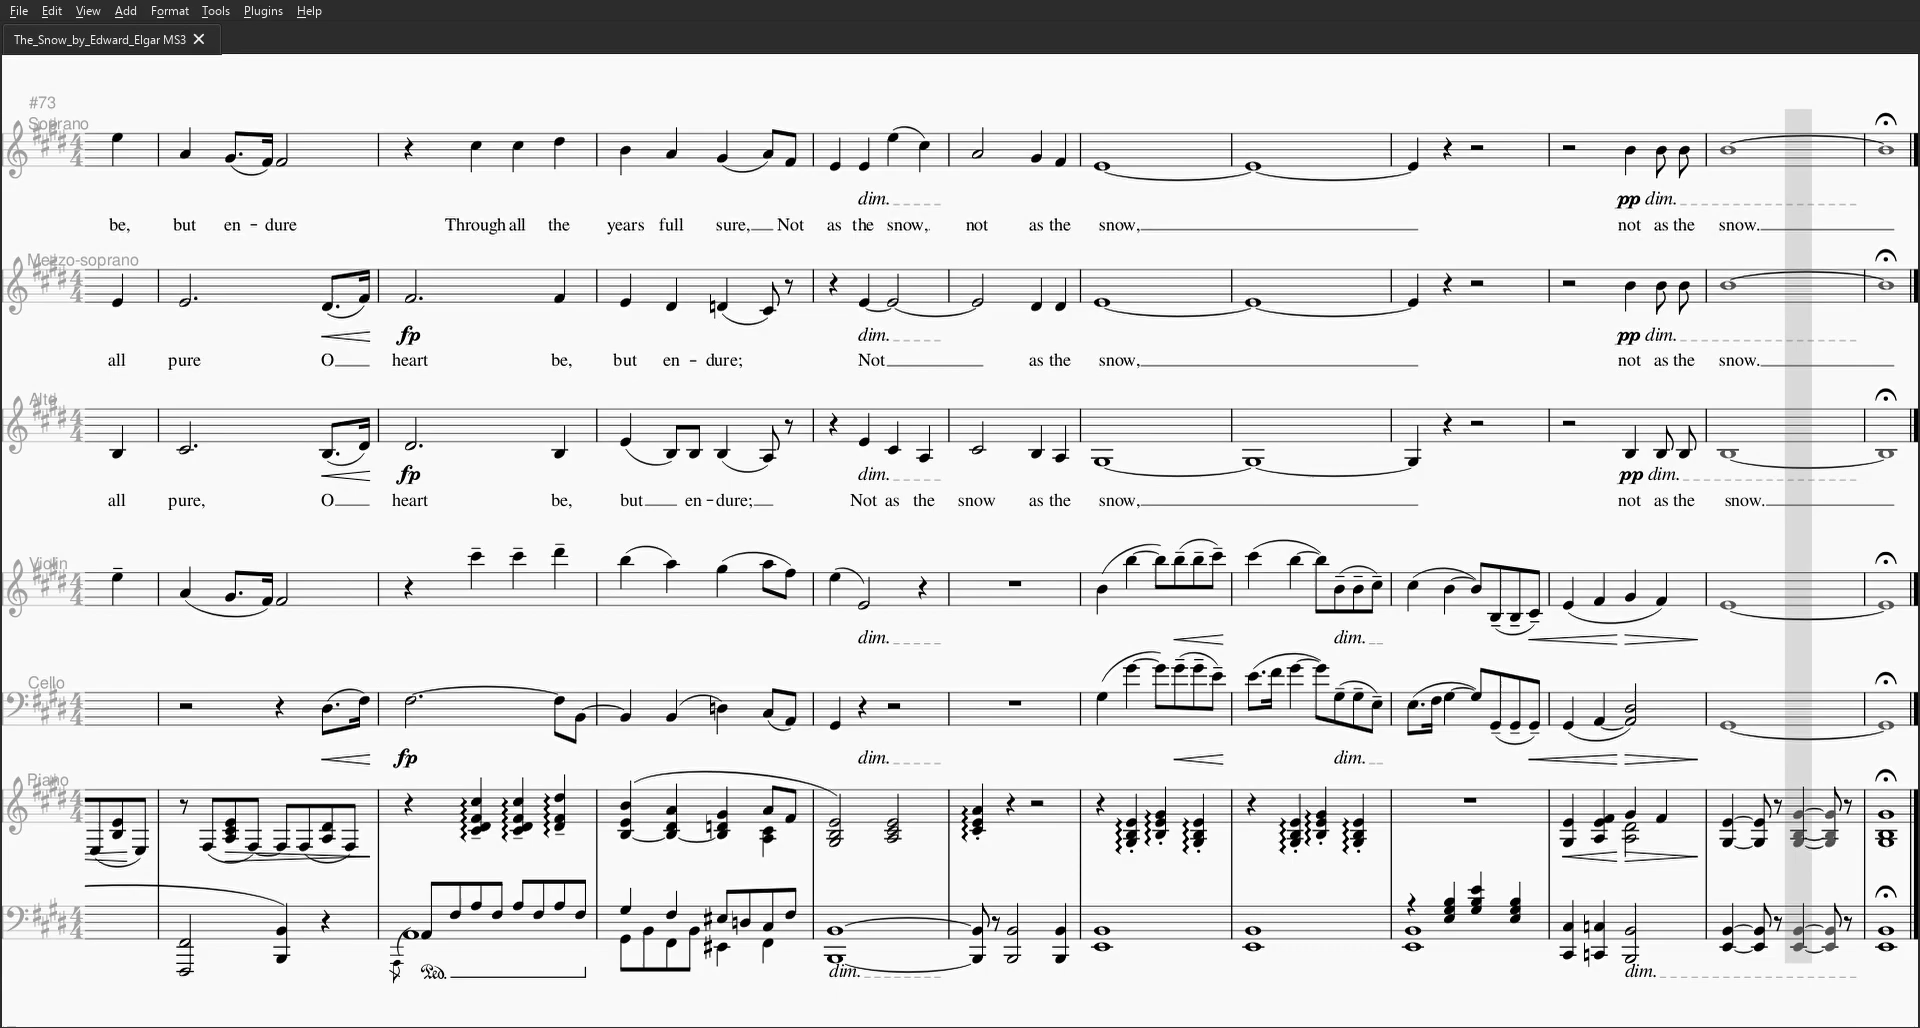 File Edit View Add Format Tools Plugins Help
The_Snow_by_Edward_Elgar MS3
#73
Soprano
dim.
pp dim.
be, but en - dure Through all the years full sure, Not as the snow, not as the snow, not as the snow.
Mezzo-soprano
fp dim. pp dim.
all pure O heart be, but en - dure; Not as the snow, not as the snow.
Alto
fp dim. pp dim.
all pure, O heart be, but en - dure; Not as the snow as the snow, not as the snow.
Violin
dim. dim.
Cello
fp dim. dim.
Piano
Ped. dim. dim.